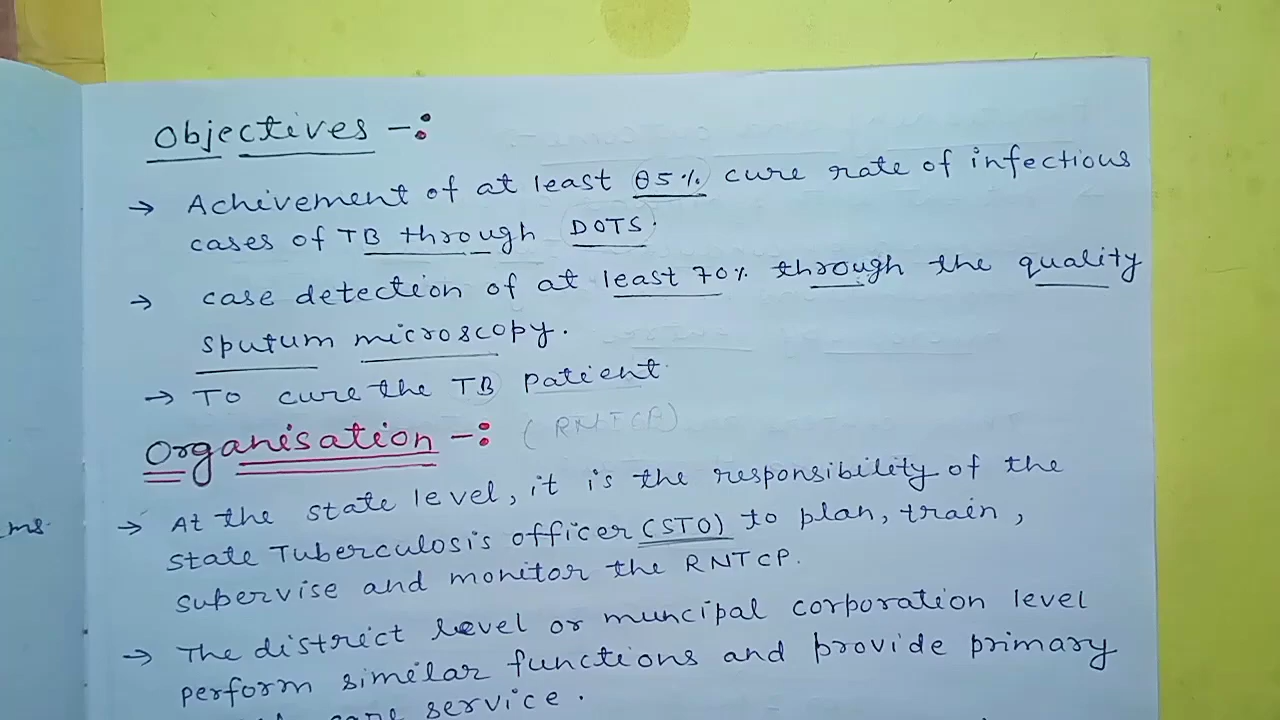 Objectives -:
→ Achivement of at least 85% cure rate of infectious
cases of TB through DOTS.
→ case detection of at least 70% through the quality
sputum microscopy.
→ To cure the TB patient.
Organisation -: (RNTCP)
→ At the state level, it is the responsibility of the
state Tuberculosis officer (STO) to plan, train,
supervise and monitor the RNTCP.
→ The district level or muncipal corporation level
perform similar functions and provide primary
care service.